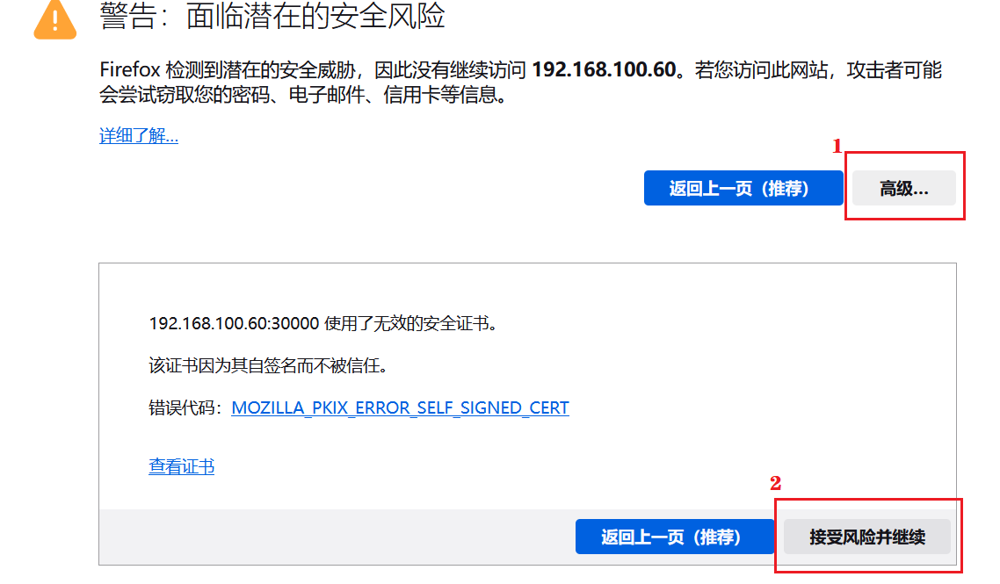 警告：面临潜在的安全风险
Firefox 检测到潜在的安全威胁，因此没有继续访问 192.168.100.60。若您访问此网站，攻击者可能
会尝试窃取您的密码、电子邮件、信用卡等信息。
详细了解...
1
返回上一页（推荐）
高级...
192.168.100.60:30000 使用了无效的安全证书。
该证书因为其自签名而不被信任。
错误代码：MOZILLA_PKIX_ERROR_SELF_SIGNED_CERT
查看证书
2
返回上一页（推荐）
接受风险并继续